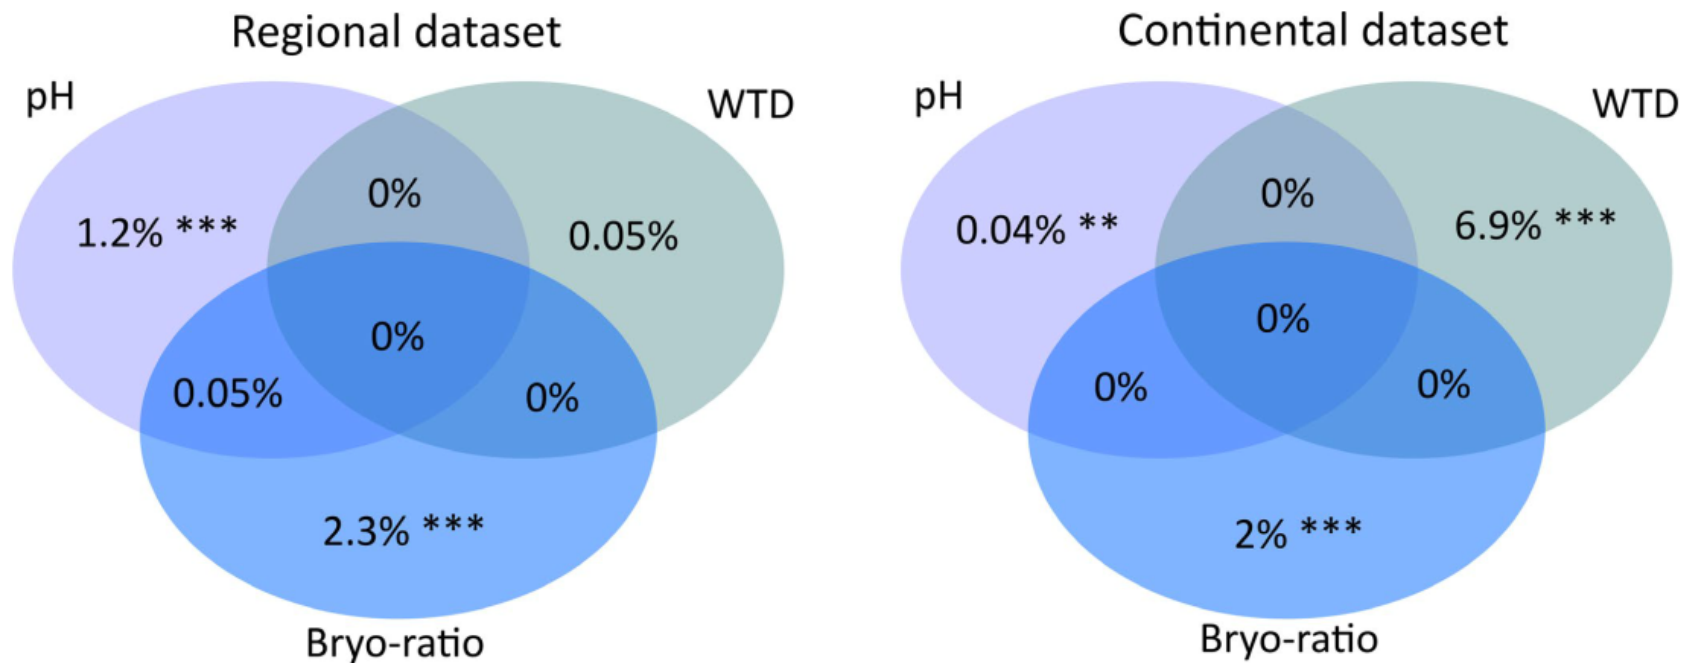 Regional dataset
pH
WTD
0%
1.2% ***
0.05%
0%
0.05%
0%
2.3% ***
Bryo-ratio
Continental dataset
pH
WTD
0%
0.04% **
6.9% ***
0%
0%
0%
2% ***
Bryo-ratio